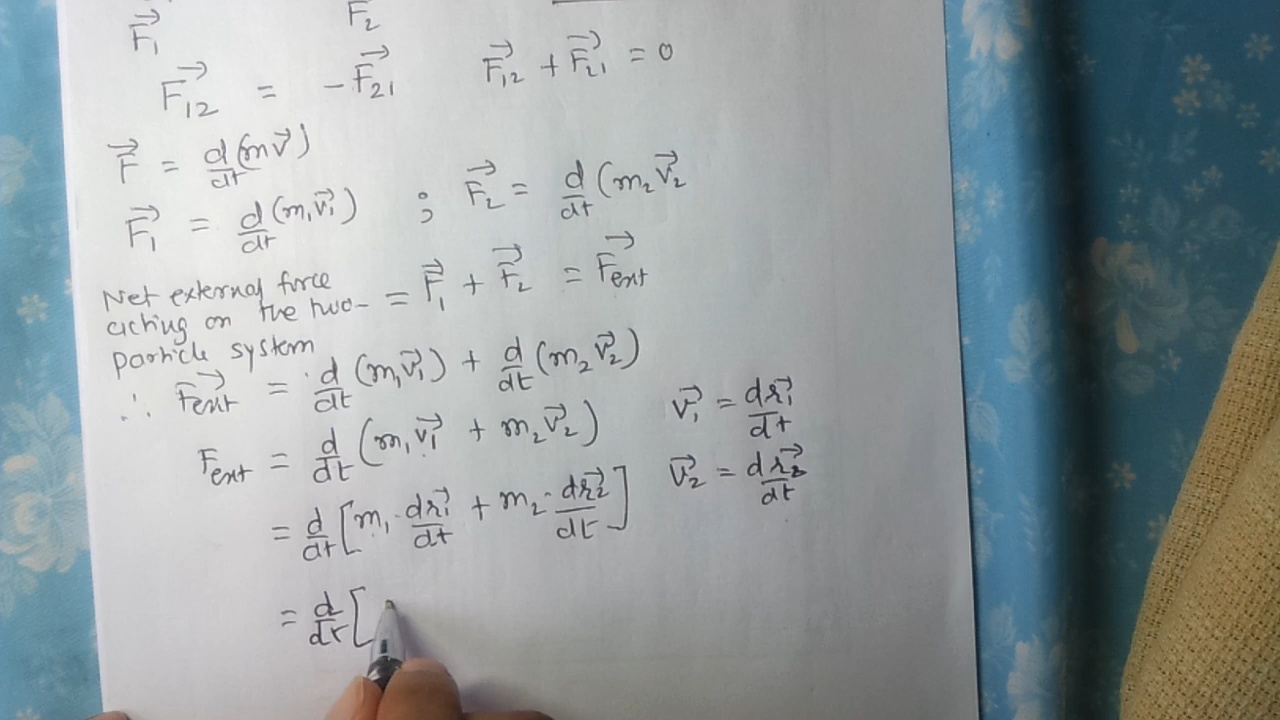 F⃗₁ F⃗₂
F⃗₁₂ = -F⃗₂₁ F⃗₁₂ + F⃗₂₁ = 0
F⃗ = d/dt (mv⃗)
F⃗₁ = d/dt (m₁v⃗₁) ; F⃗₂ = d/dt (m₂v⃗₂
Net external force
acting on the two- = F⃗₁ + F⃗₂ = F⃗ext
particle system
∴ F⃗ext = d/dt (m₁v⃗₁) + d/dt (m₂v⃗₂)
Fext = d/dt (m₁v⃗₁ + m₂v⃗₂) v⃗₁ = dr⃗₁/dt
= d/dt [m₁·dr⃗₁/dt + m₂·dr⃗₂/dt] v⃗₂ = dr⃗₂/dt
= d/dt [